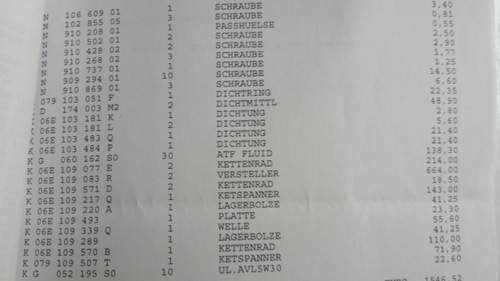 N 106 609 01 1 SCHRAUBE 3,40
N 102 855 05 3 SCHRAUBE 0,81
N 910 208 01 1 PASSHUELSE 0,55
N 910 502 01 2 SCHRAUBE 2,50
N 910 428 02 2 SCHRAUBE 2,90
N 910 268 02 3 SCHRAUBE 1,77
N 910 737 01 1 SCHRAUBE 1,25
N 909 294 01 10 SCHRAUBE 14,50
N 910 869 01 3 SCHRAUBE 6,60
079 103 051 F 1 DICHTRING 22,35
D 174 003 M2 2 DICHTMITTL 48,90
06E 103 181 K 1 DICHTUNG 2,80
06E 103 181 L 2 DICHTUNG 5,60
06E 103 483 Q 1 DICHTUNG 21,40
06E 103 484 P 1 DICHTUNG 21,40
K G 060 162 S0 30 ATF FLUID 138,30
K 06E 109 077 E 2 KETTENRAD 214,00
K 06E 109 083 R 2 VERSTELLER 664,00
K 06E 109 571 D 2 KETTENRAD 18,50
K 06E 109 217 Q 1 KETSPANNER 143,00
K 06E 109 220 A 1 LAGERBOLZE 41,25
K 06E 109 493 1 PLATTE 23,30
K 06E 109 339 Q 1 WELLE 55,60
K 06E 109 289 1 LAGERBOLZE 41,25
K 06E 109 570 B 1 KETTENRAD 110,00
K 079 109 507 T 1 KETSPANNER 71,90
K G 052 195 S0 10 UL.AVL5W30 22,60
1546,52